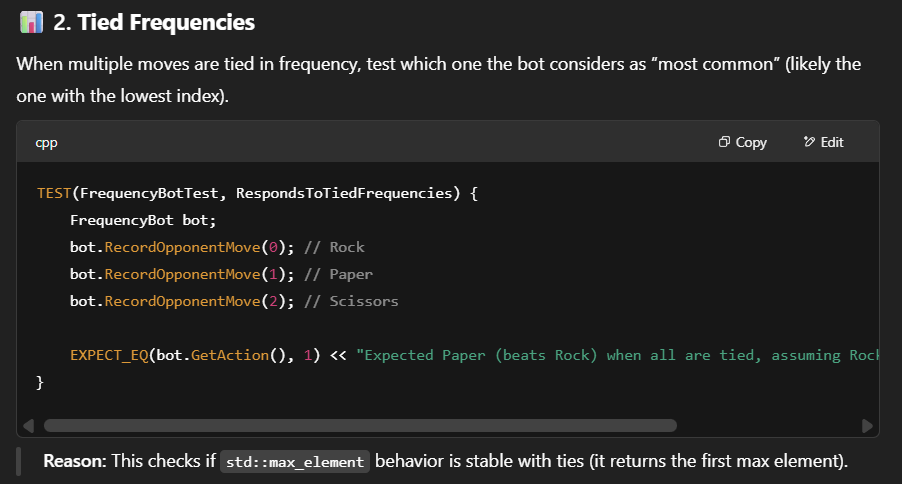 📊 2. Tied Frequencies
When multiple moves are tied in frequency, test which one the bot considers as “most common” (likely the
one with the lowest index).
cpp Copy Edit
TEST(FrequencyBotTest, RespondsToTiedFrequencies) {
    FrequencyBot bot;
    bot.RecordOpponentMove(0); // Rock
    bot.RecordOpponentMove(1); // Paper
    bot.RecordOpponentMove(2); // Scissors
    EXPECT_EQ(bot.GetAction(), 1) << "Expected Paper (beats Rock) when all are tied, assuming Rock
}
Reason: This checks if std::max_element behavior is stable with ties (it returns the first max element).